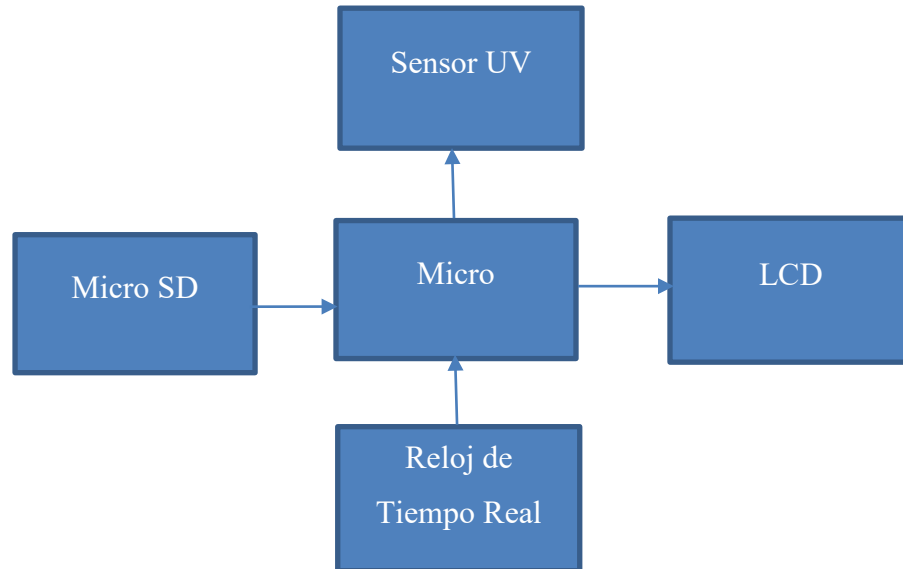 Sensor UV
Micro SD
Micro
LCD
Reloj de
Tiempo Real